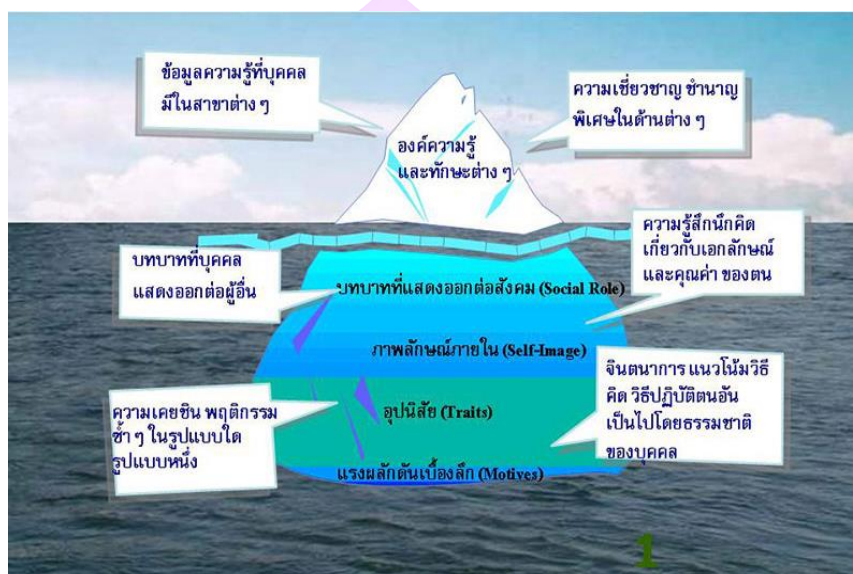 ข้อมูลความรู้ที่บุคคล
มีในสาขาต่าง ๆ
ความเชี่ยวชาญ ชำนาญ
พิเศษในด้านต่าง ๆ
องค์ความรู้
และทักษะต่าง ๆ
ความรู้สึกนึกคิด
เกี่ยวกับเอกลักษณ์
และคุณค่า ของตน
บทบาทที่บุคคล
แสดงออกต่อผู้อื่น
บทบาทที่แสดงออกต่อสังคม (Social Role)
ภาพลักษณ์ภายใน (Self-Image)
จินตนาการ แนวโน้มวิธี
คิด วิธีปฏิบัติตนอัน
เป็นไปโดยธรรมชาติ
ของบุคคล
ความเคยชิน พฤติกรรม
ซ้ำ ๆ ในรูปแบบใด
รูปแบบหนึ่ง
อุปนิสัย (Traits)
แรงผลักดันเบื้องลึก (Motives)
1